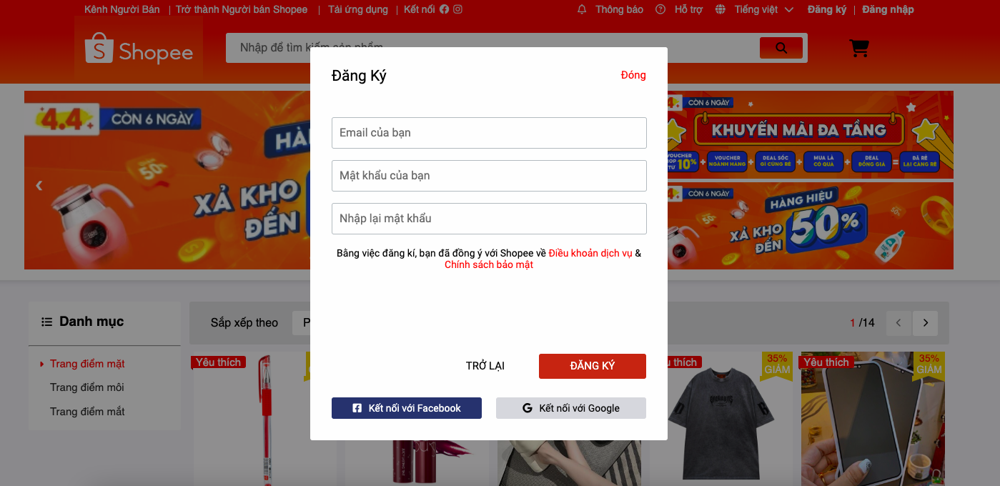 Kênh Người Bán | Trở thành Người bán Shopee | Tải ứng dụng | Kết nối
Thông báo Hỗ trợ Tiếng việt Đăng ký | Đăng nhập
Shopee
Nhập để tìm kiếm sản phẩm
Đăng Ký
Đóng
Email của bạn
Mật khẩu của bạn
Nhập lại mật khẩu
Bằng việc đăng kí, bạn đã đồng ý với Shopee về Điều khoản dịch vụ &
Chính sách bảo mật
TRỞ LẠI
ĐĂNG KÝ
Kết nối với Facebook
Kết nối với Google
4.4 CÒN 6 NGÀY
HÀ
50%
XẢ KHO
ĐẾN
CÒN 6 NGÀY
KHUYẾN MÃI ĐA TẦNG
VOUCHER
TỪ 10% + VOUCHER NGÀNH HÀNG + DEAL SỐC GÌ CŨNG RẺ + MUA LÀ CÓ QUÀ + DEAL ĐỒNG GIÁ = ĐÃ RẺ LẠI CÀNG RẺ
CÒN 6 NGÀY
HÀNG HIỆU
XẢ KHO
ĐẾN
50%
Danh mục
Trang điểm mặt
Trang điểm môi
Trang điểm mắt
Sắp xếp theo
P
1 /14
Yêu thích
u thích
35%
GIẢM
Yêu thích
35%
GIẢM